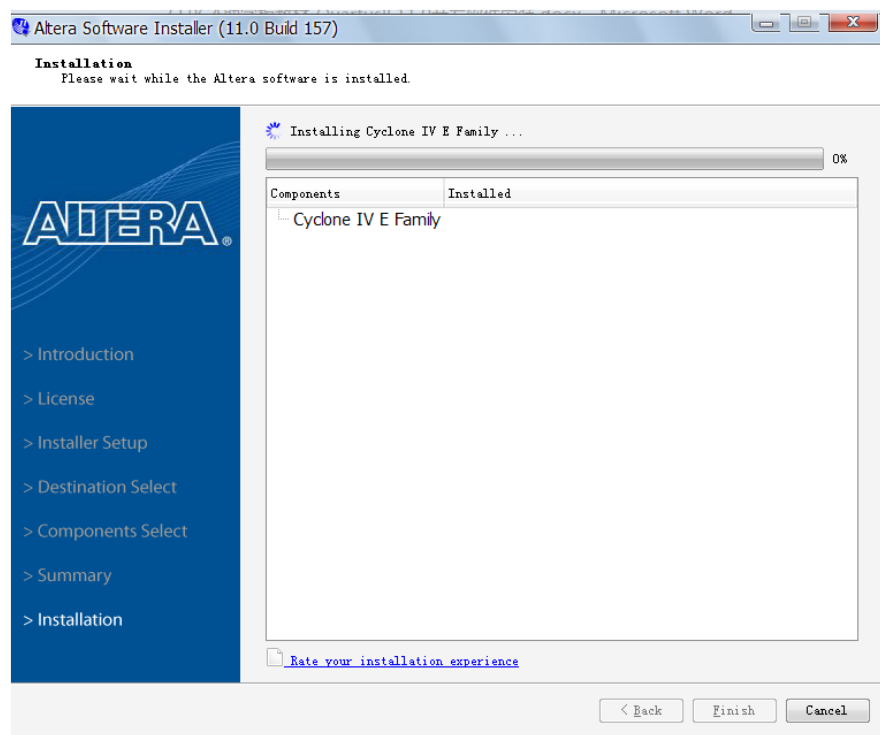 Altera Software Installer (11.0 Build 157)
Installation
Please wait while the Altera software is installed.
Installing Cyclone IV E Family ...
0%
Components Installed
Cyclone IV E Family
ALTERA®
> Introduction
> License
> Installer Setup
> Destination Select
> Components Select
> Summary
> Installation
Rate your installation experience
< Back Finish Cancel